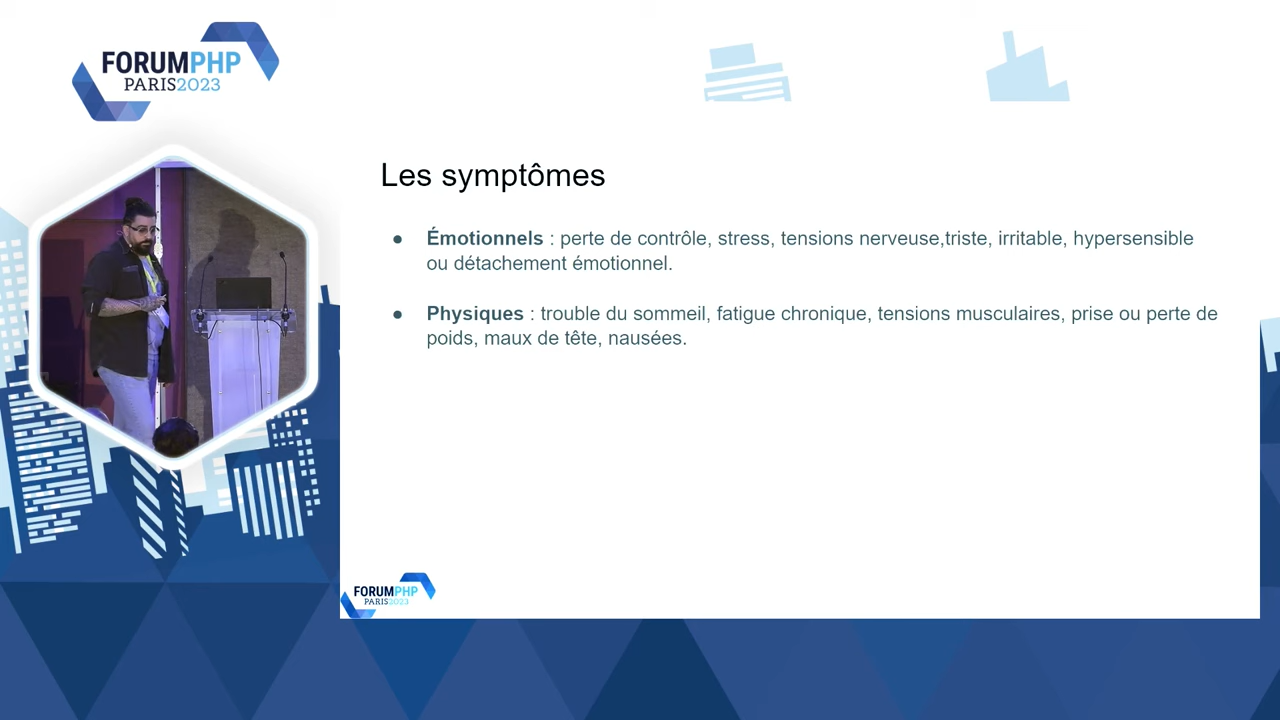 FORUMPHP
PARIS2023
Les symptômes
● Émotionnels : perte de contrôle, stress, tensions nerveuse,triste, irritable, hypersensible
ou détachement émotionnel.
● Physiques : trouble du sommeil, fatigue chronique, tensions musculaires, prise ou perte de
poids, maux de tête, nausées.
FORUMPHP
PARIS2023